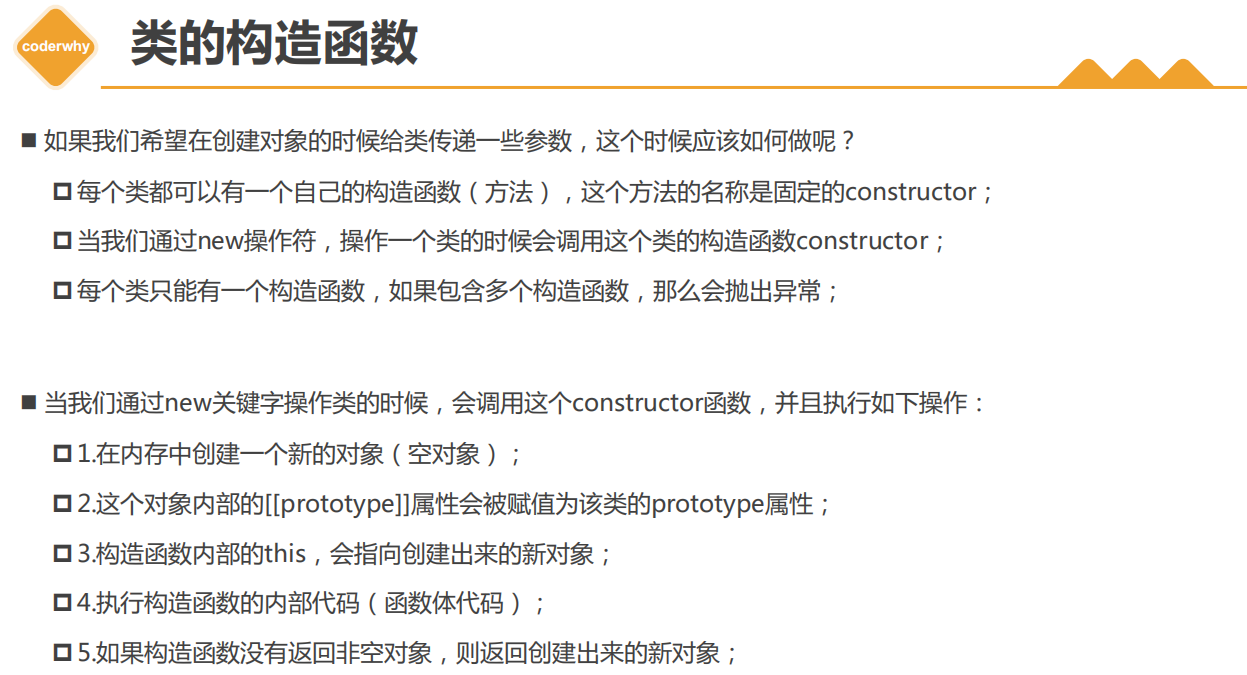 coderwhy
类的构造函数
如果我们希望在创建对象的时候给类传递一些参数，这个时候应该如何做呢？
每个类都可以有一个自己的构造函数（方法），这个方法的名称是固定的constructor；
当我们通过new操作符，操作一个类的时候会调用这个类的构造函数constructor；
每个类只能有一个构造函数，如果包含多个构造函数，那么会抛出异常；
当我们通过new关键字操作类的时候，会调用这个constructor函数，并且执行如下操作：
1.在内存中创建一个新的对象（空对象）；
2.这个对象内部的[[prototype]]属性会被赋值为该类的prototype属性；
3.构造函数内部的this，会指向创建出来的新对象；
4.执行构造函数的内部代码（函数体代码）；
5.如果构造函数没有返回非空对象，则返回创建出来的新对象；